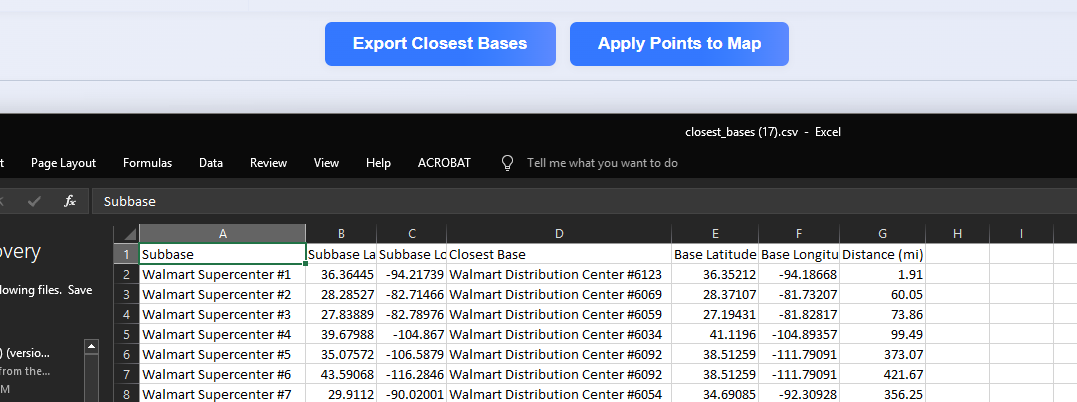 Export Closest Bases Apply Points to Map
closest_bases (17).csv - Excel
t Page Layout Formulas Data Review View Help ACROBAT Tell me what you want to do
fx Subbase
overy
lowing files. Save
) (versio...
from the...
M
A B C D E F G H I
1 Subbase Subbase La Subbase Lo Closest Base Base Latitude Base Longitu Distance (mi)
2 Walmart Supercenter #1 36.36445 -94.21739 Walmart Distribution Center #6123 36.35212 -94.18668 1.91
3 Walmart Supercenter #2 28.28527 -82.71466 Walmart Distribution Center #6069 28.37107 -81.73207 60.05
4 Walmart Supercenter #3 27.83889 -82.78976 Walmart Distribution Center #6059 27.19431 -81.82817 73.86
5 Walmart Supercenter #4 39.67988 -104.867 Walmart Distribution Center #6034 41.1196 -104.89357 99.49
6 Walmart Supercenter #5 35.07572 -106.5879 Walmart Distribution Center #6092 38.51259 -111.79091 373.07
7 Walmart Supercenter #6 43.59068 -116.2846 Walmart Distribution Center #6092 38.51259 -111.79091 421.67
8 Walmart Supercenter #7 29.9112 -90.02001 Walmart Distribution Center #6054 34.69085 -92.30928 356.25